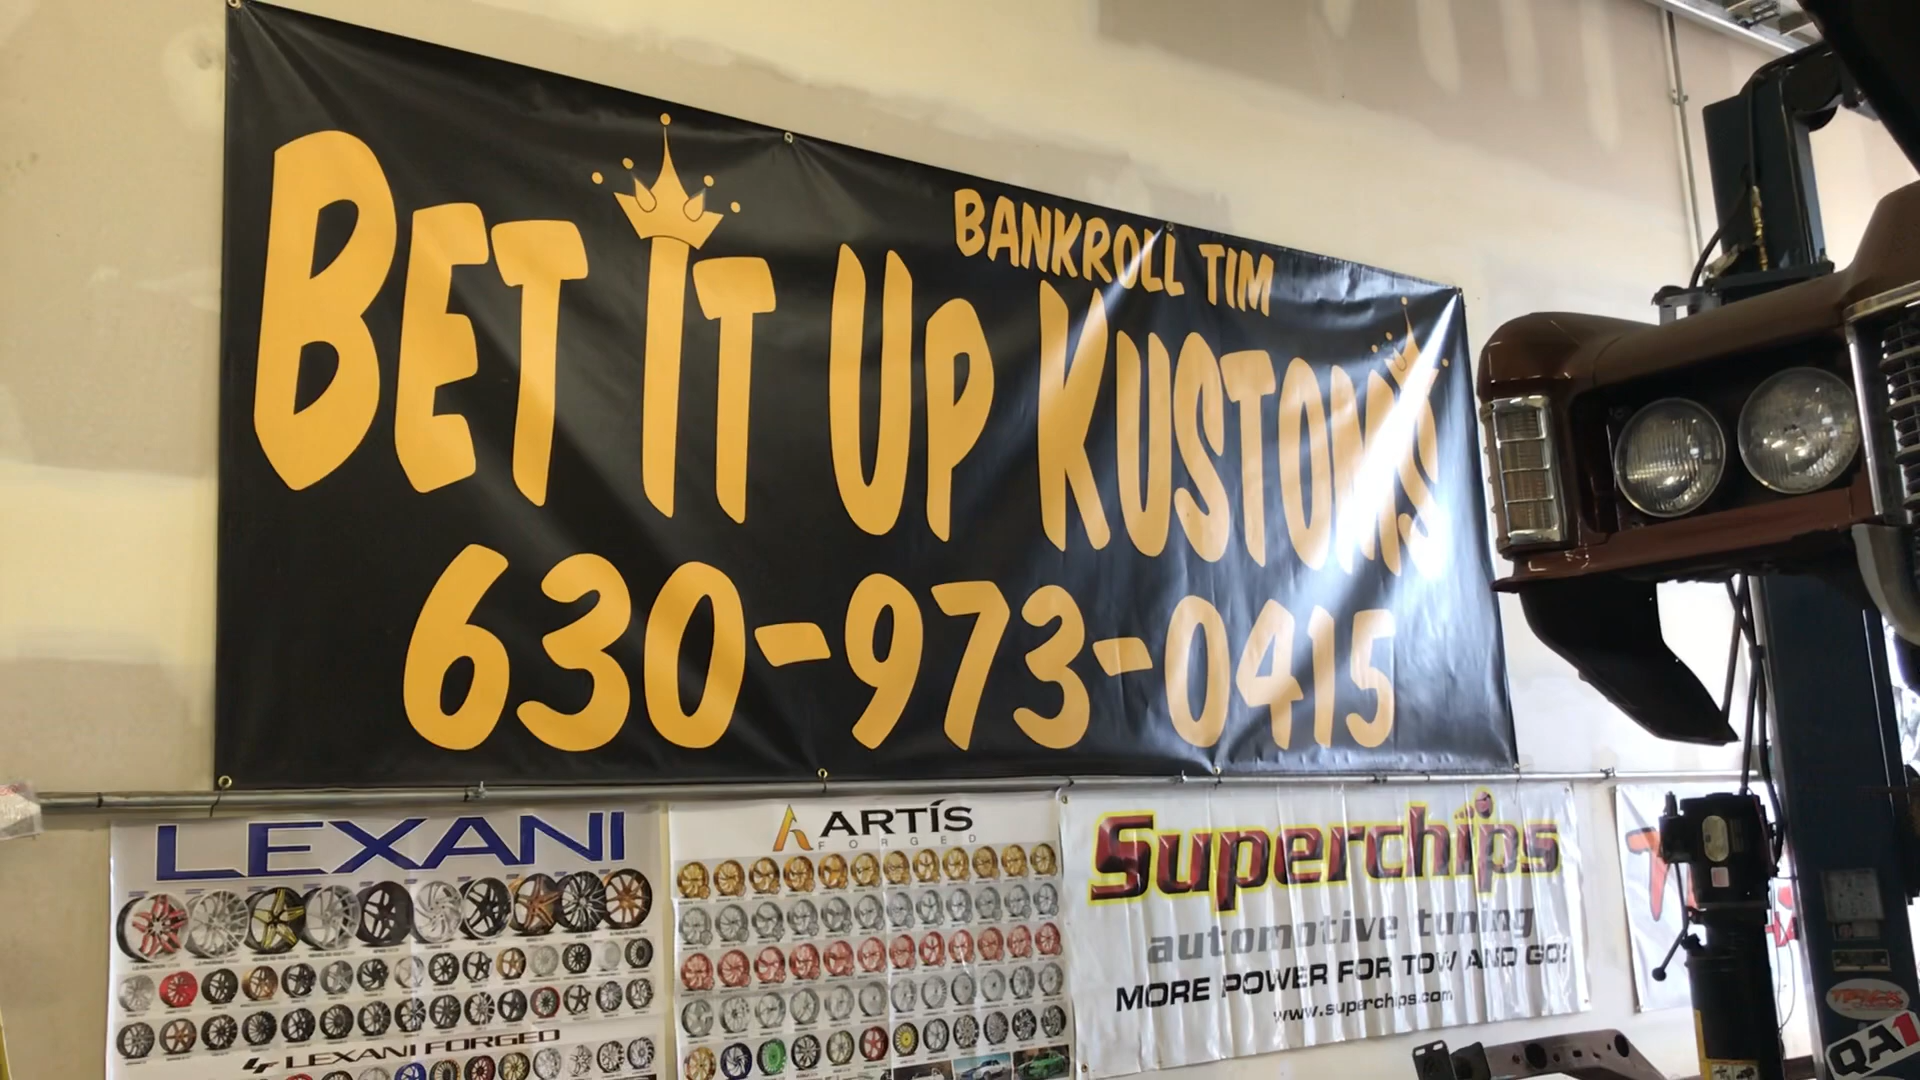 BANKROLL TIM
BET IT UP KUSTOMS
630-973-0415
LEXANI
LEXANI FORGED
ARTÍS
FORGED
Superchips
automotive tuning
MORE POWER FOR TOW AND GO!
www.superchips.com
QA1